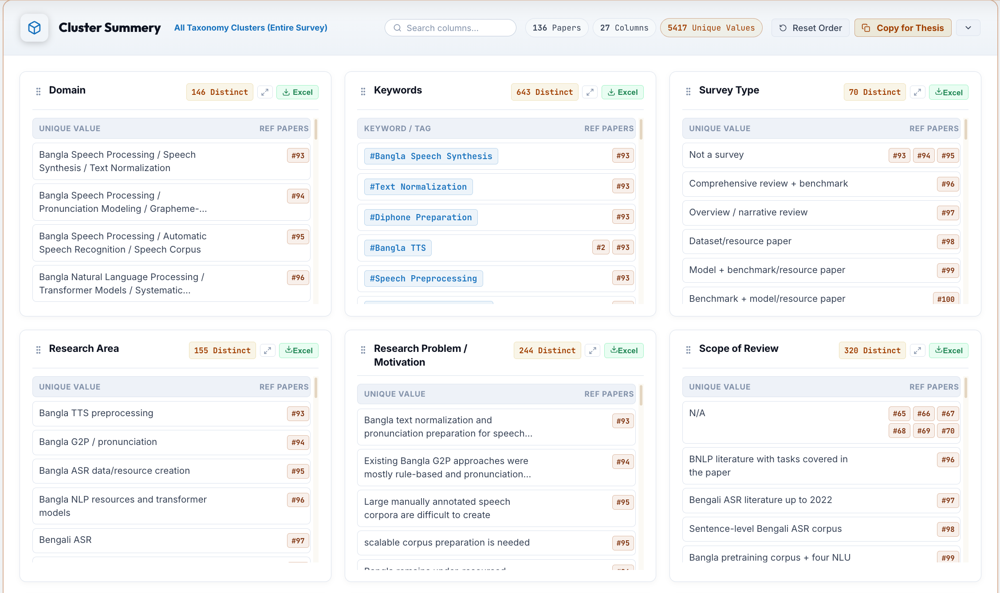 Cluster Summery
All Taxonomy Clusters (Entire Survey)
Search columns...
136 Papers
27 Columns
5417 Unique Values
Reset Order
Copy for Thesis
Domain
146 Distinct
Excel
UNIQUE VALUE
REF PAPERS
Bangla Speech Processing / Speech
Synthesis / Text Normalization
#93
Bangla Speech Processing /
Pronunciation Modeling / Grapheme-...
#94
Bangla Speech Processing / Automatic
Speech Recognition / Speech Corpus
#95
Bangla Natural Language Processing /
Transformer Models / Systematic...
#96
Keywords
643 Distinct
Excel
KEYWORD / TAG
REF PAPERS
#Bangla Speech Synthesis
#93
#Text Normalization
#93
#Diphone Preparation
#93
#Bangla TTS
#2 #93
#Speech Preprocessing
#93
Survey Type
70 Distinct
Excel
UNIQUE VALUE
REF PAPERS
Not a survey
#93 #94 #95
Comprehensive review + benchmark
#96
Overview / narrative review
#97
Dataset/resource paper
#98
Model + benchmark/resource paper
#99
Benchmark + model/resource paper
#100
Research Area
155 Distinct
Excel
UNIQUE VALUE
REF PAPERS
Bangla TTS preprocessing
#93
Bangla G2P / pronunciation
#94
Bangla ASR data/resource creation
#95
Bangla NLP resources and transformer
models
#96
Bengali ASR
#97
Research Problem /
Motivation
244 Distinct
Excel
UNIQUE VALUE
REF PAPERS
Bangla text normalization and
pronunciation preparation for speech...
#93
Existing Bangla G2P approaches were
mostly rule-based and pronunciation...
#94
Large manually annotated speech
corpora are difficult to create
#95
scalable corpus preparation is needed
#95
Bangla remains under-resourced
Scope of Review
320 Distinct
Excel
UNIQUE VALUE
REF PAPERS
N/A
#65 #66 #67
#68 #69 #70
BNLP literature with tasks covered in
the paper
#96
Bengali ASR literature up to 2022
#97
Sentence-level Bengali ASR corpus
#98
Bangla pretraining corpus + four NLU
#99